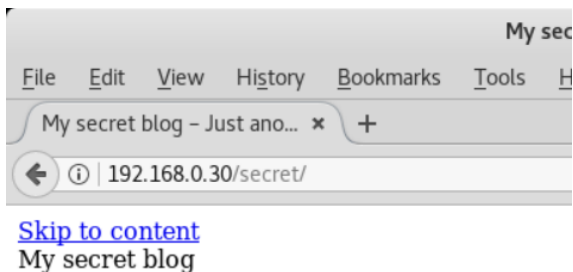 My sec
File Edit View History Bookmarks Tools H
My secret blog – Just ano... × +
192.168.0.30/secret/
Skip to content
My secret blog